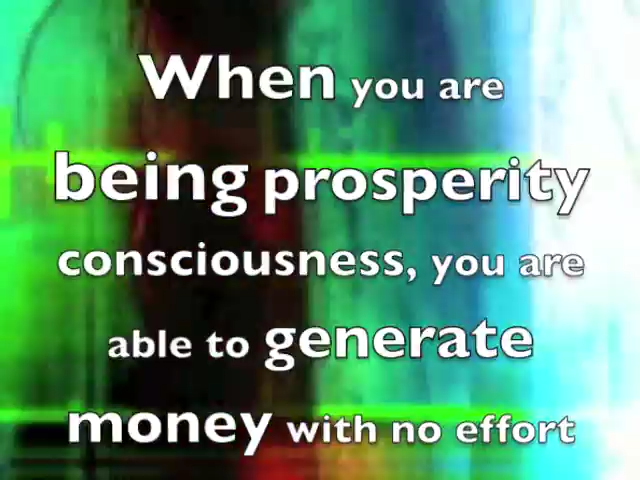 When you are
being prosperity
consciousness, you are
able to generate
money with no effort